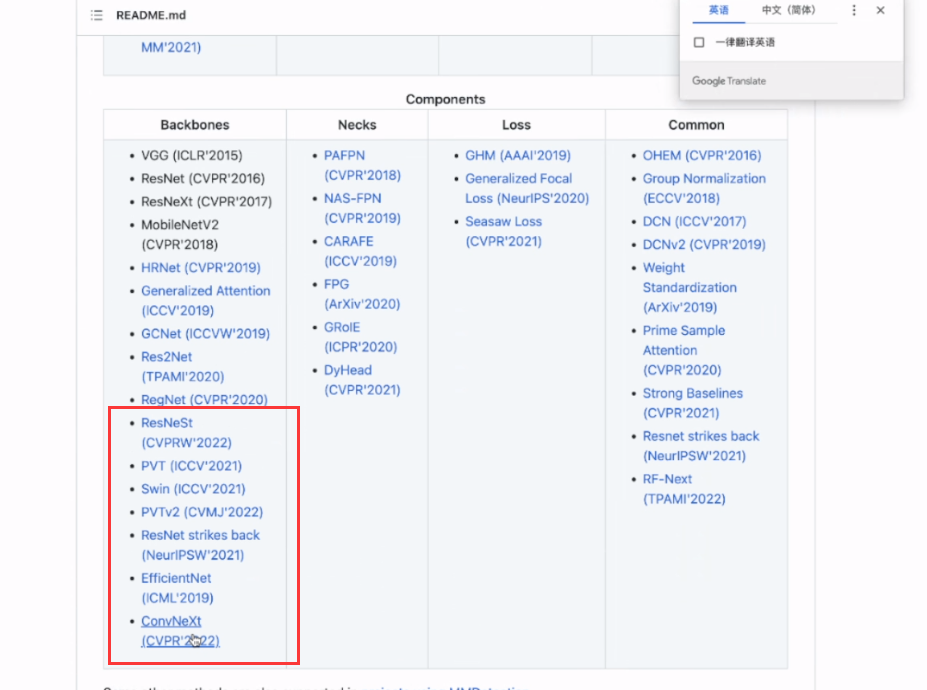 README.md
英语 中文（简体）
一律翻译英语
Google Translate
MM'2021)
Components
Backbones Necks Loss Common
VGG (ICLR'2015)
ResNet (CVPR'2016)
ResNeXt (CVPR'2017)
MobileNetV2
(CVPR'2018)
HRNet (CVPR'2019)
Generalized Attention
(ICCV'2019)
GCNet (ICCVW'2019)
Res2Net
(TPAMI'2020)
RegNet (CVPR'2020)
ResNeSt
(CVPRW'2022)
PVT (ICCV'2021)
Swin (ICCV'2021)
PVTv2 (CVMJ'2022)
ResNet strikes back
(NeurIPSW'2021)
EfficientNet
(ICML'2019)
ConvNeXt
(CVPR'2022)
PAFPN
(CVPR'2018)
NAS-FPN
(CVPR'2019)
CARAFE
(ICCV'2019)
FPG
(ArXiv'2020)
GRoIE
(ICPR'2020)
DyHead
(CVPR'2021)
GHM (AAAI'2019)
Generalized Focal
Loss (NeurIPS'2020)
Seasaw Loss
(CVPR'2021)
OHEM (CVPR'2016)
Group Normalization
(ECCV'2018)
DCN (ICCV'2017)
DCNv2 (CVPR'2019)
Weight
Standardization
(ArXiv'2019)
Prime Sample
Attention
(CVPR'2020)
Strong Baselines
(CVPR'2021)
Resnet strikes back
(NeurIPSW'2021)
RF-Next
(TPAMI'2022)